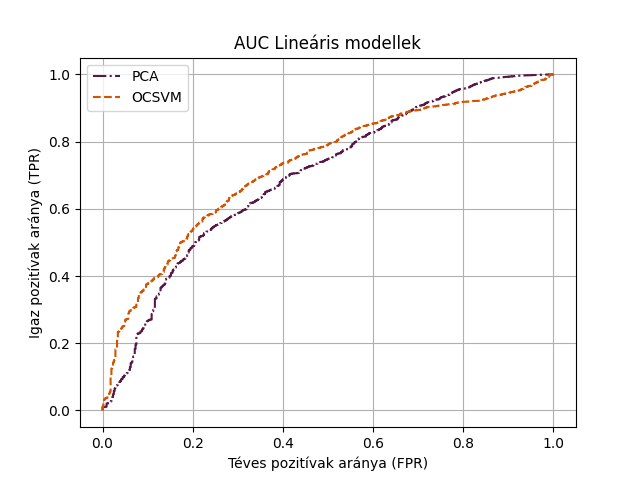 AUC Lineáris modellek
PCA
OCSVM
1.0
0.8
0.6
0.4
0.2
0.0
Igaz pozitívak aránya (TPR)
0.0 0.2 0.4 0.6 0.8 1.0
Téves pozitívak aránya (FPR)